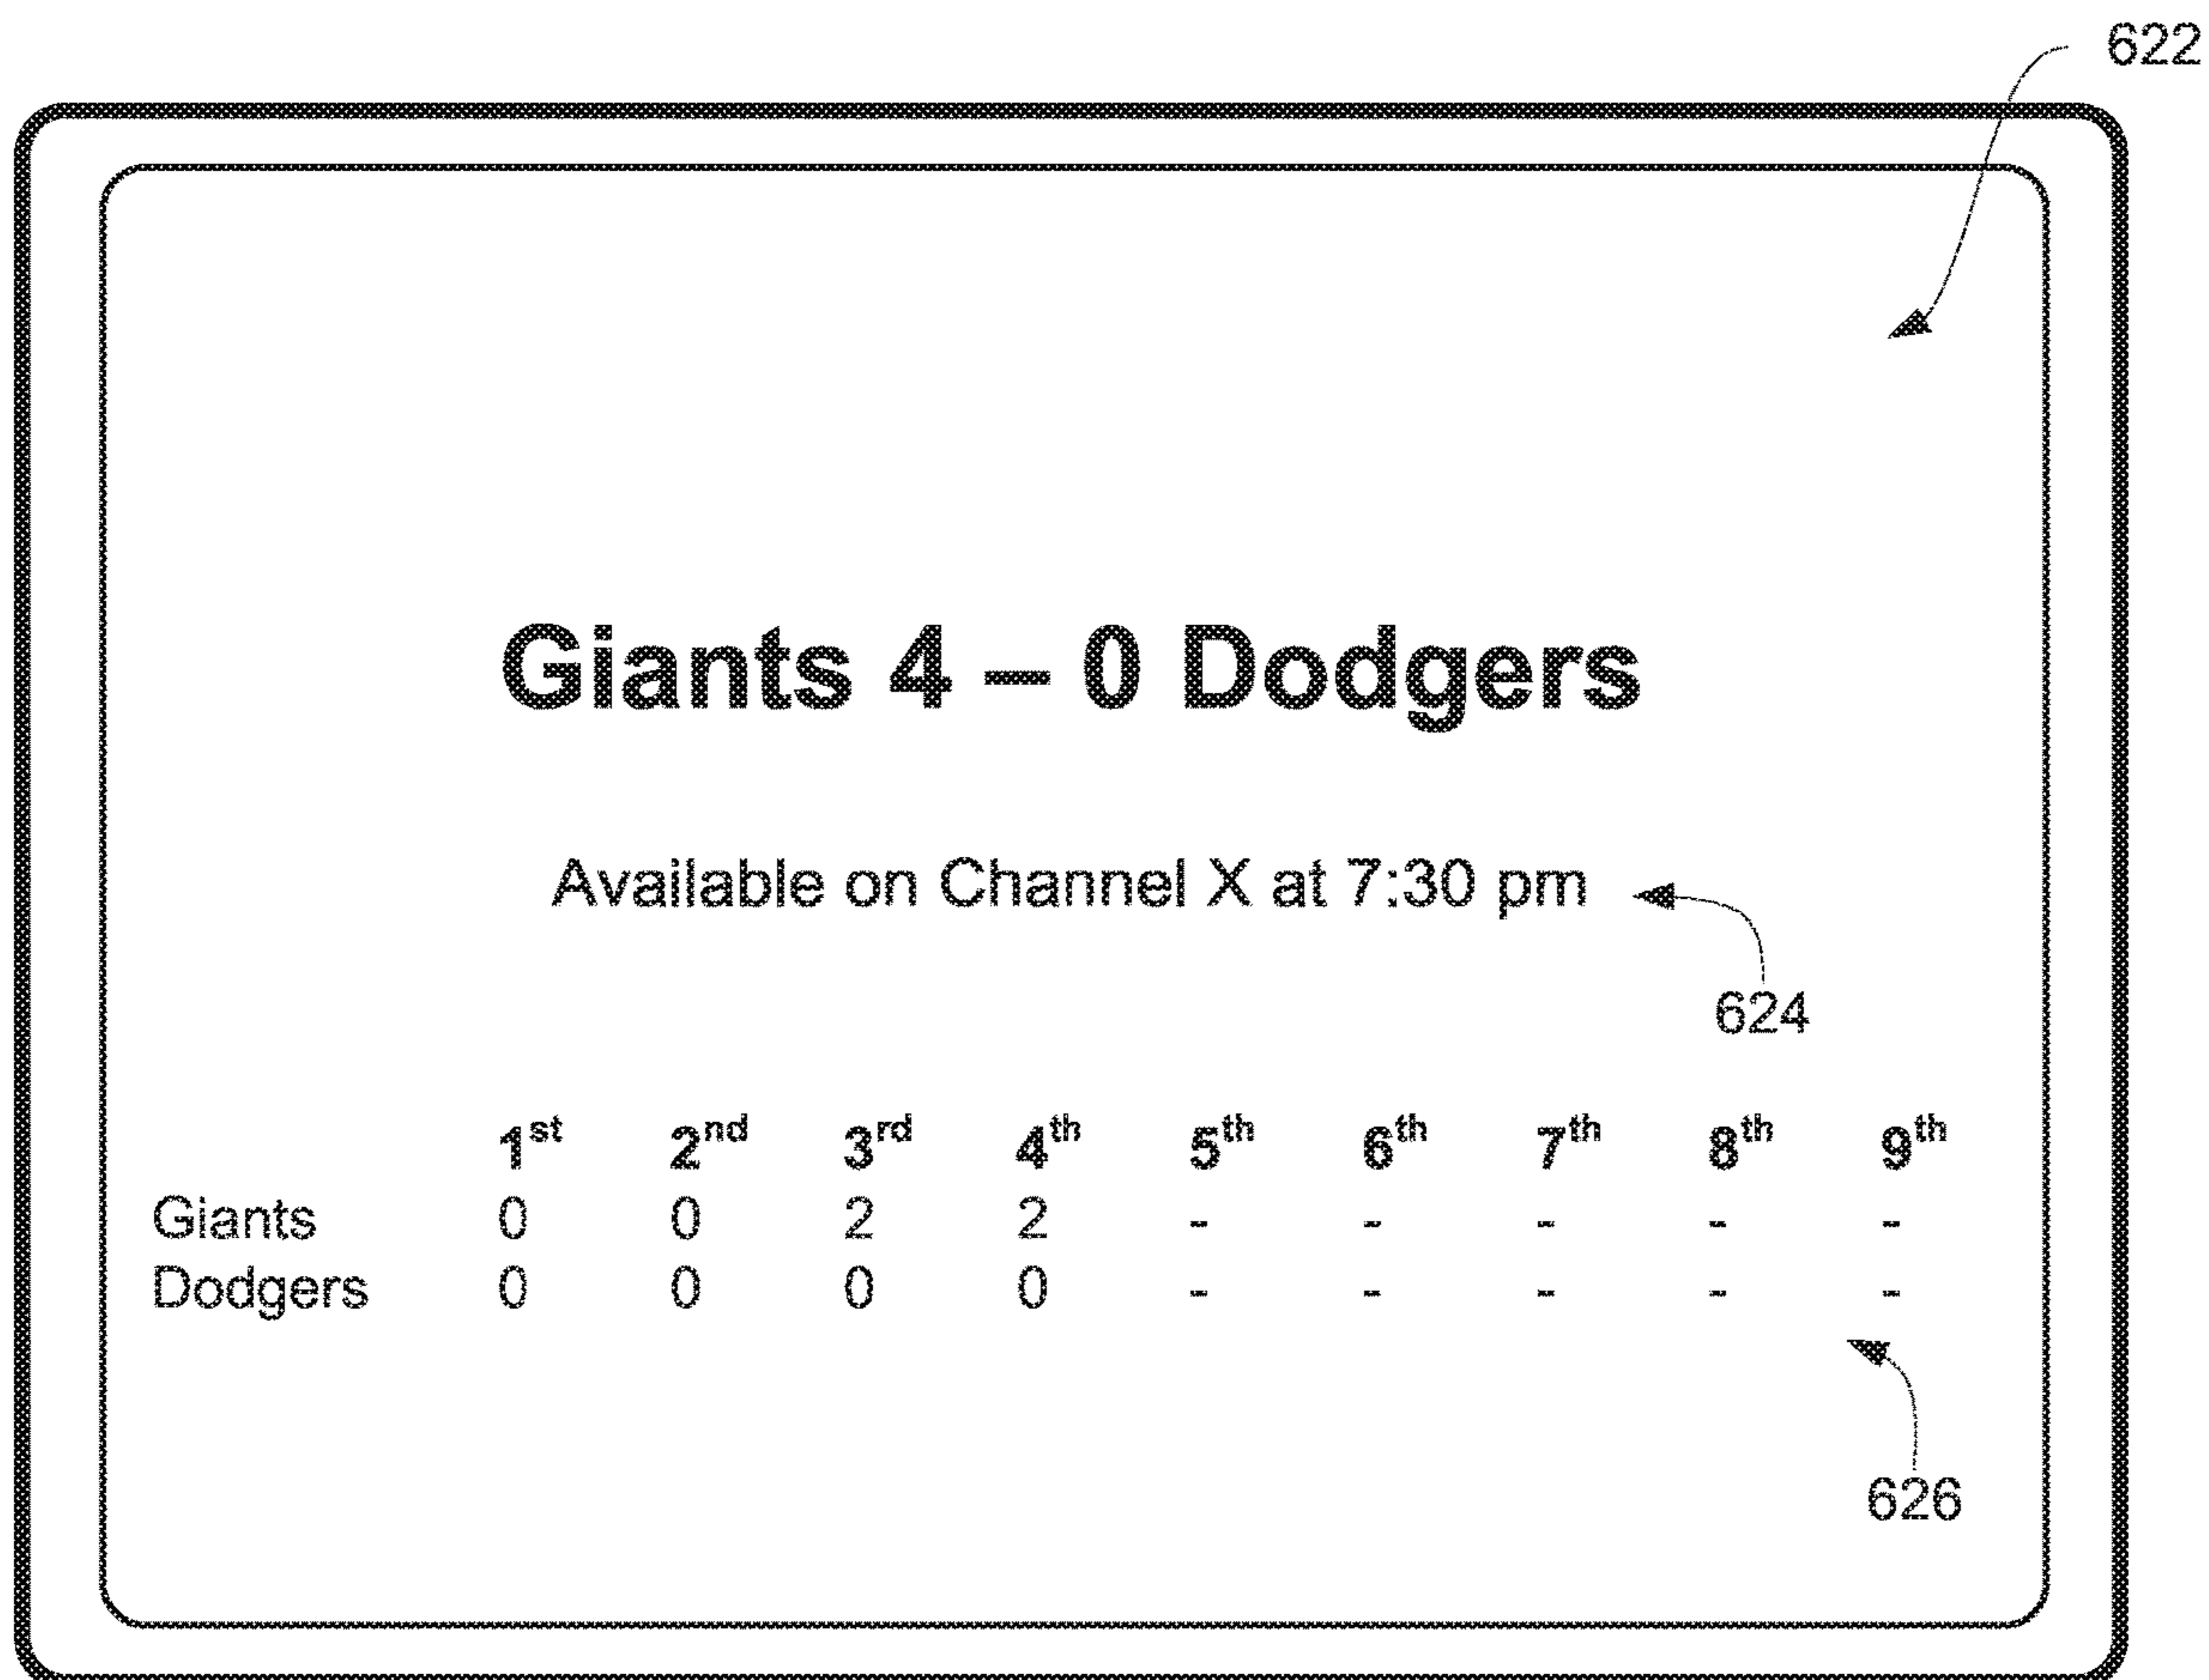 622
Giants 4 – 0 Dodgers
Available on Channel X at 7:30 pm
624
1st 2nd 3rd 4th 5th 6th 7th 8th 9th
Giants 0 0 2 2 - - - - -
Dodgers 0 0 0 0 - - - - -
626